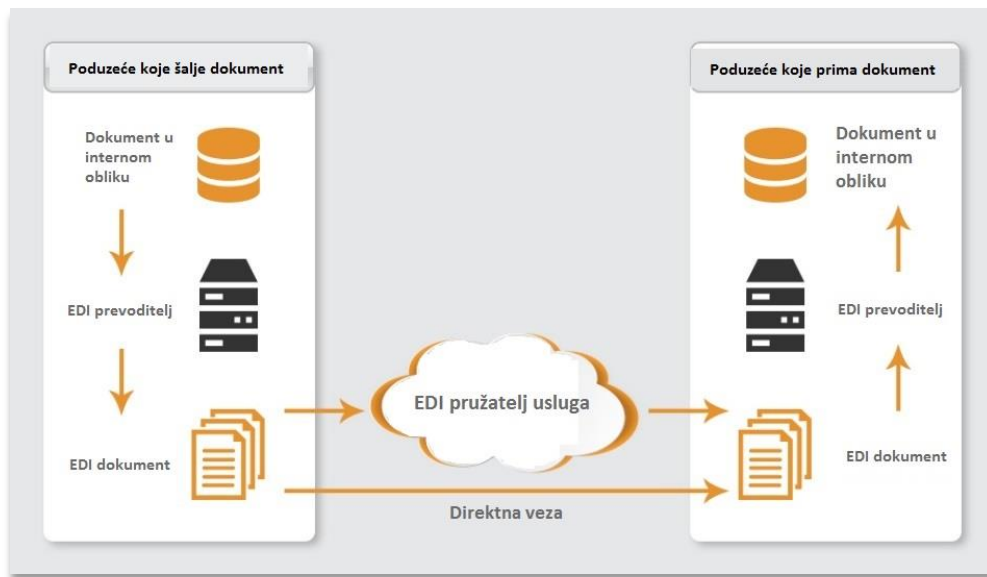 Poduzeće koje šalje dokument
Dokument u
internom
obliku
EDI prevoditelj
EDI dokument
EDI pružatelj usluga
Direktna veza
Poduzeće koje prima dokument
Dokument u
internom
obliku
EDI prevoditelj
EDI dokument